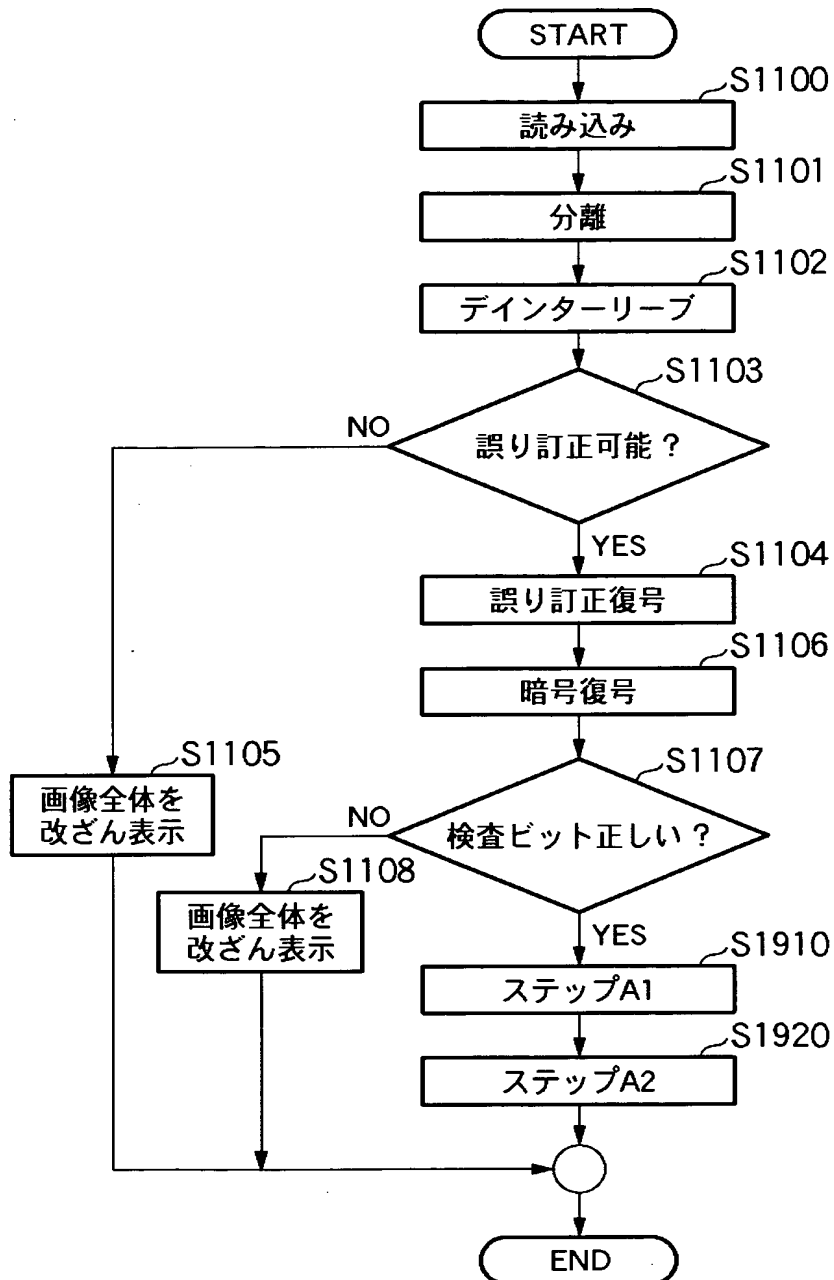 START
S1100
読み込み
S1101
分離
S1102
デインターリーブ
S1103
誤り訂正可能?
NO
YES
S1104
誤り訂正復号
S1106
暗号復号
S1105
画像全体を
改ざん表示
S1107
検査ビット正しい?
NO
S1108
画像全体を
改ざん表示
YES
S1910
ステップA1
S1920
ステップA2
END